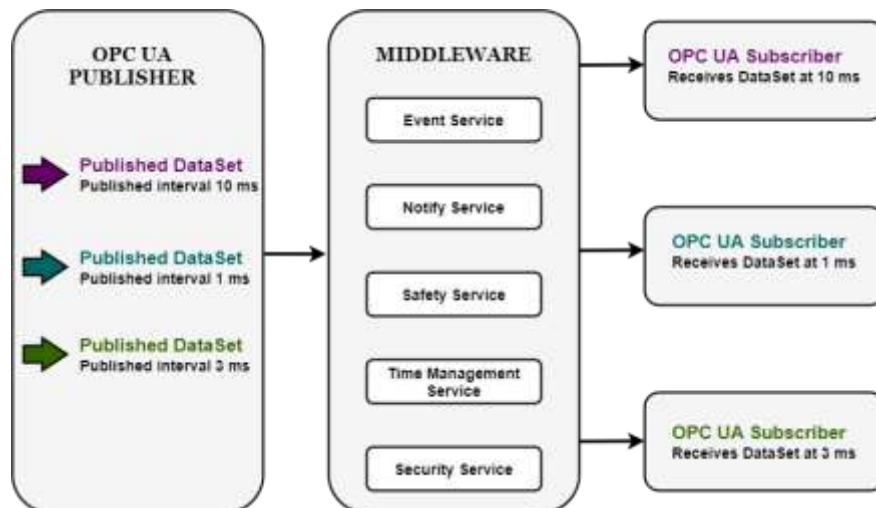 OPC UA
PUBLISHER
Published DataSet
Published interval 10 ms
Published DataSet
Published interval 1 ms
Published DataSet
Published interval 3 ms
MIDDLEWARE
Event Service
Notify Service
Safety Service
Time Management
Service
Security Service
OPC UA Subscriber
Receives DataSet at 10 ms
OPC UA Subscriber
Receives DataSet at 1 ms
OPC UA Subscriber
Receives DataSet at 3 ms